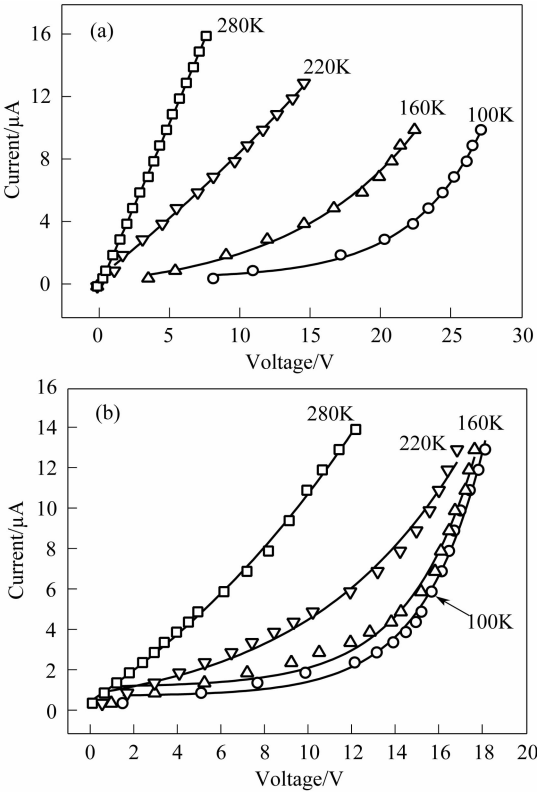 (a)
280K
220K
160K
100K
16
12
8
4
0
Current/μA
0 5 10 15 20 25 30
Voltage/V
(b)
280K
220K
160K
100K
16
14
12
10
8
6
4
2
0
Current/μA
0 2 4 6 8 10 12 14 16 18 20
Voltage/V